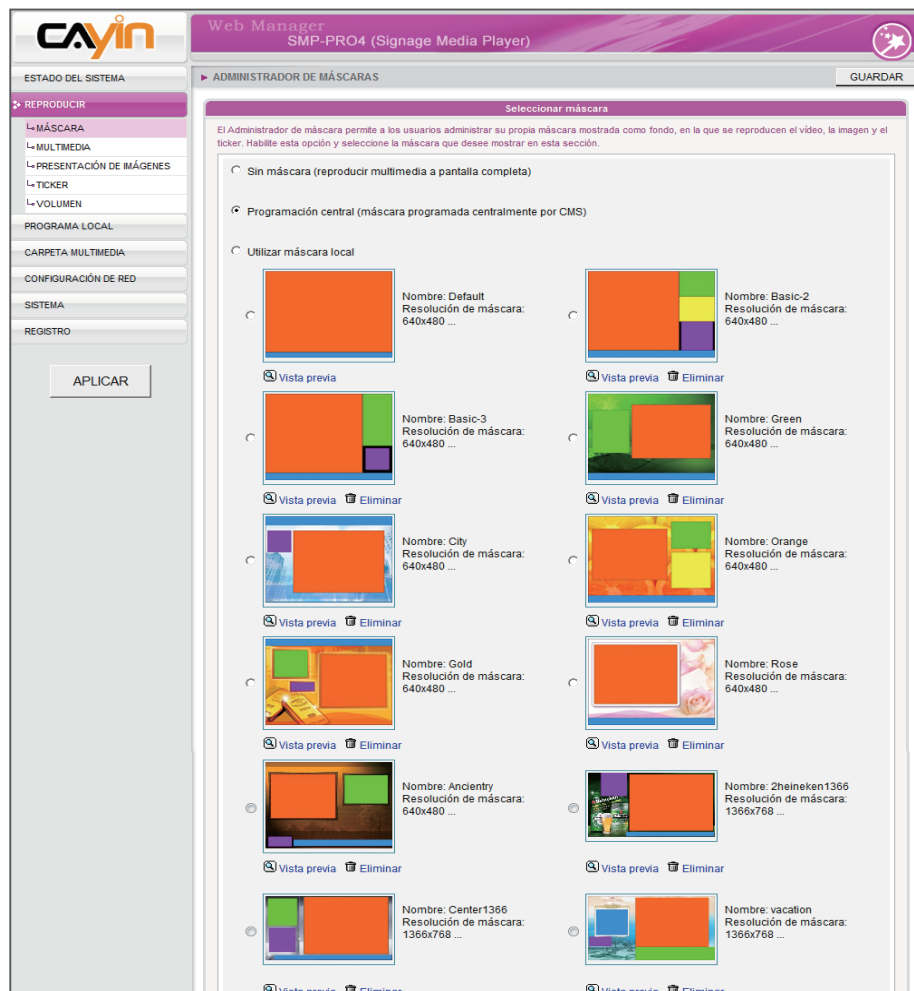 CAYIN
Web Manager
SMP-PRO4 (Signage Media Player)
ESTADO DEL SISTEMA
REPRODUCIR
MÁSCARA
MULTIMEDIA
PRESENTACIÓN DE IMÁGENES
TICKER
VOLUMEN
PROGRAMA LOCAL
CARPETA MULTIMEDIA
CONFIGURACIÓN DE RED
SISTEMA
REGISTRO
APLICAR
ADMINISTRADOR DE MÁSCARAS
GUARDAR
Seleccionar máscara
El Administrador de máscara permite a los usuarios administrar su propia máscara mostrada como fondo, en la que se reproducen el vídeo, la imagen y el
ticker. Habilite esta opción y seleccione la máscara que desee mostrar en esta sección.
Sin máscara (reproducir multimedia a pantalla completa)
Programación central (máscara programada centralmente por CMS)
Utilizar máscara local
Nombre: Default
Resolución de máscara:
640x480 ...
Vista previa
Nombre: Basic-2
Resolución de máscara:
640x480 ...
Vista previa Eliminar
Nombre: Basic-3
Resolución de máscara:
640x480 ...
Vista previa Eliminar
Nombre: Green
Resolución de máscara:
640x480 ...
Vista previa Eliminar
Nombre: City
Resolución de máscara:
640x480 ...
Vista previa Eliminar
Nombre: Orange
Resolución de máscara:
640x480 ...
Vista previa Eliminar
Nombre: Gold
Resolución de máscara:
640x480 ...
Vista previa Eliminar
Nombre: Rose
Resolución de máscara:
640x480 ...
Vista previa Eliminar
Nombre: Ancientry
Resolución de máscara:
640x480 ...
Vista previa Eliminar
Nombre: 2heineken1366
Resolución de máscara:
1366x768 ...
Vista previa Eliminar
Nombre: Center1366
Resolución de máscara:
1366x768 ...
Vista previa Eliminar
Nombre: vacation
Resolución de máscara:
1366x768 ...
Vista previa Eliminar